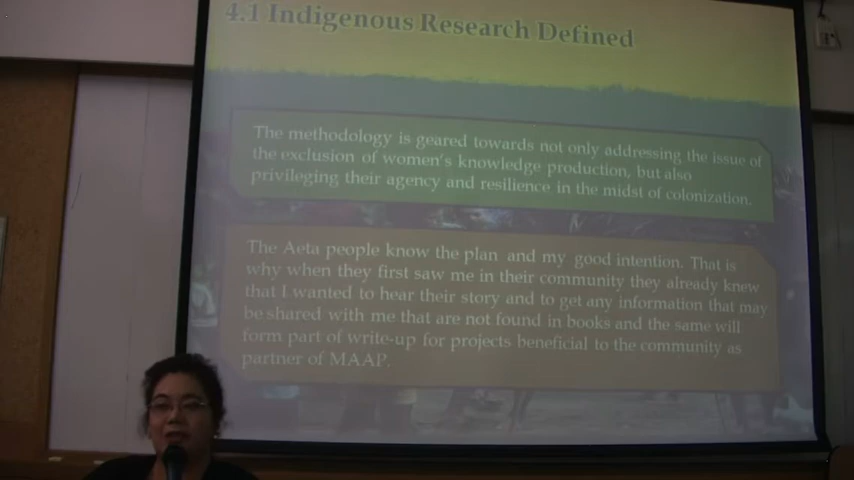 4.1 Indigenous Research Defined
The methodology is geared towards not only addressing the issue of
the exclusion of women's knowledge production, but also
privileging their agency and resilience in the midst of colonization.
The Aeta people know the plan and my good intention. That is
why when they first saw me in their community they already knew
that I wanted to hear their story and to get any information that may
be shared with me that are not found in books and the same will
form part of write-up for projects beneficial to the community as
partner of MAAP.